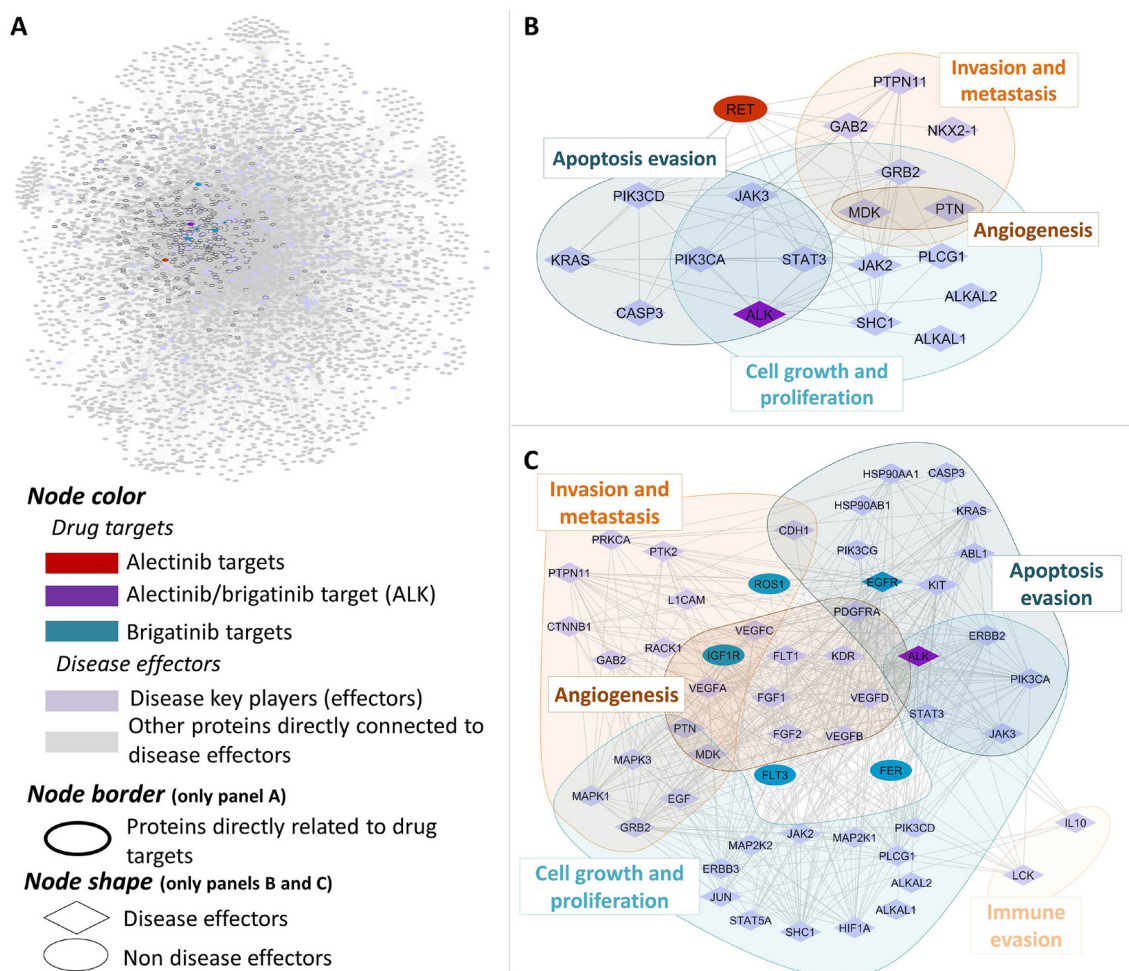 A
Node color
Drug targets
Alectinib targets
Alectinib/brigatinib target (ALK)
Brigatinib targets
Disease effectors
Disease key players (effectors)
Other proteins directly connected to
disease effectors
Node border (only panel A)
Proteins directly related to drug
targets
Node shape (only panels B and C)
Disease effectors
Non disease effectors
B
PTPN11
Invasion and
metastasis
RET
GAB2
NKX2-1
Apoptosis evasion
GRB2
PIK3CD
JAK3
MDK
PTN
Angiogenesis
KRAS
PIK3CA
STAT3
JAK2
PLCG1
ALKAL2
CASP3
ALK
SHC1
ALKAL1
Cell growth and
proliferation
C
HSP90AA1
CASP3
Invasion and
metastasis
HSP90AB1
KRAS
CDH1
PRKCA
PTK2
PIK3CG
ABL1
PTPN11
ROS1
EGFR
KIT
Apoptosis
evasion
L1CAM
PDGFRA
CTNNB1
VEGFC
ERBB2
RACK1
GAB2
IGF1R
FLT1
KDR
ALK
PIK3CA
Angiogenesis
VEGFA
FGF1
VEGFD
STAT3
PTN
FGF2
VEGFB
JAK3
MAPK3
MDK
FLT3
FER
MAPK1
EGF
GRB2
JAK2
MAP2K1
PIK3CD
IL10
MAP2K2
PLCG1
Cell growth and
proliferation
ERBB3
ALKAL2
LCK
JUN
ALKAL1
STAT5A
SHC1
HIF1A
Immune
evasion